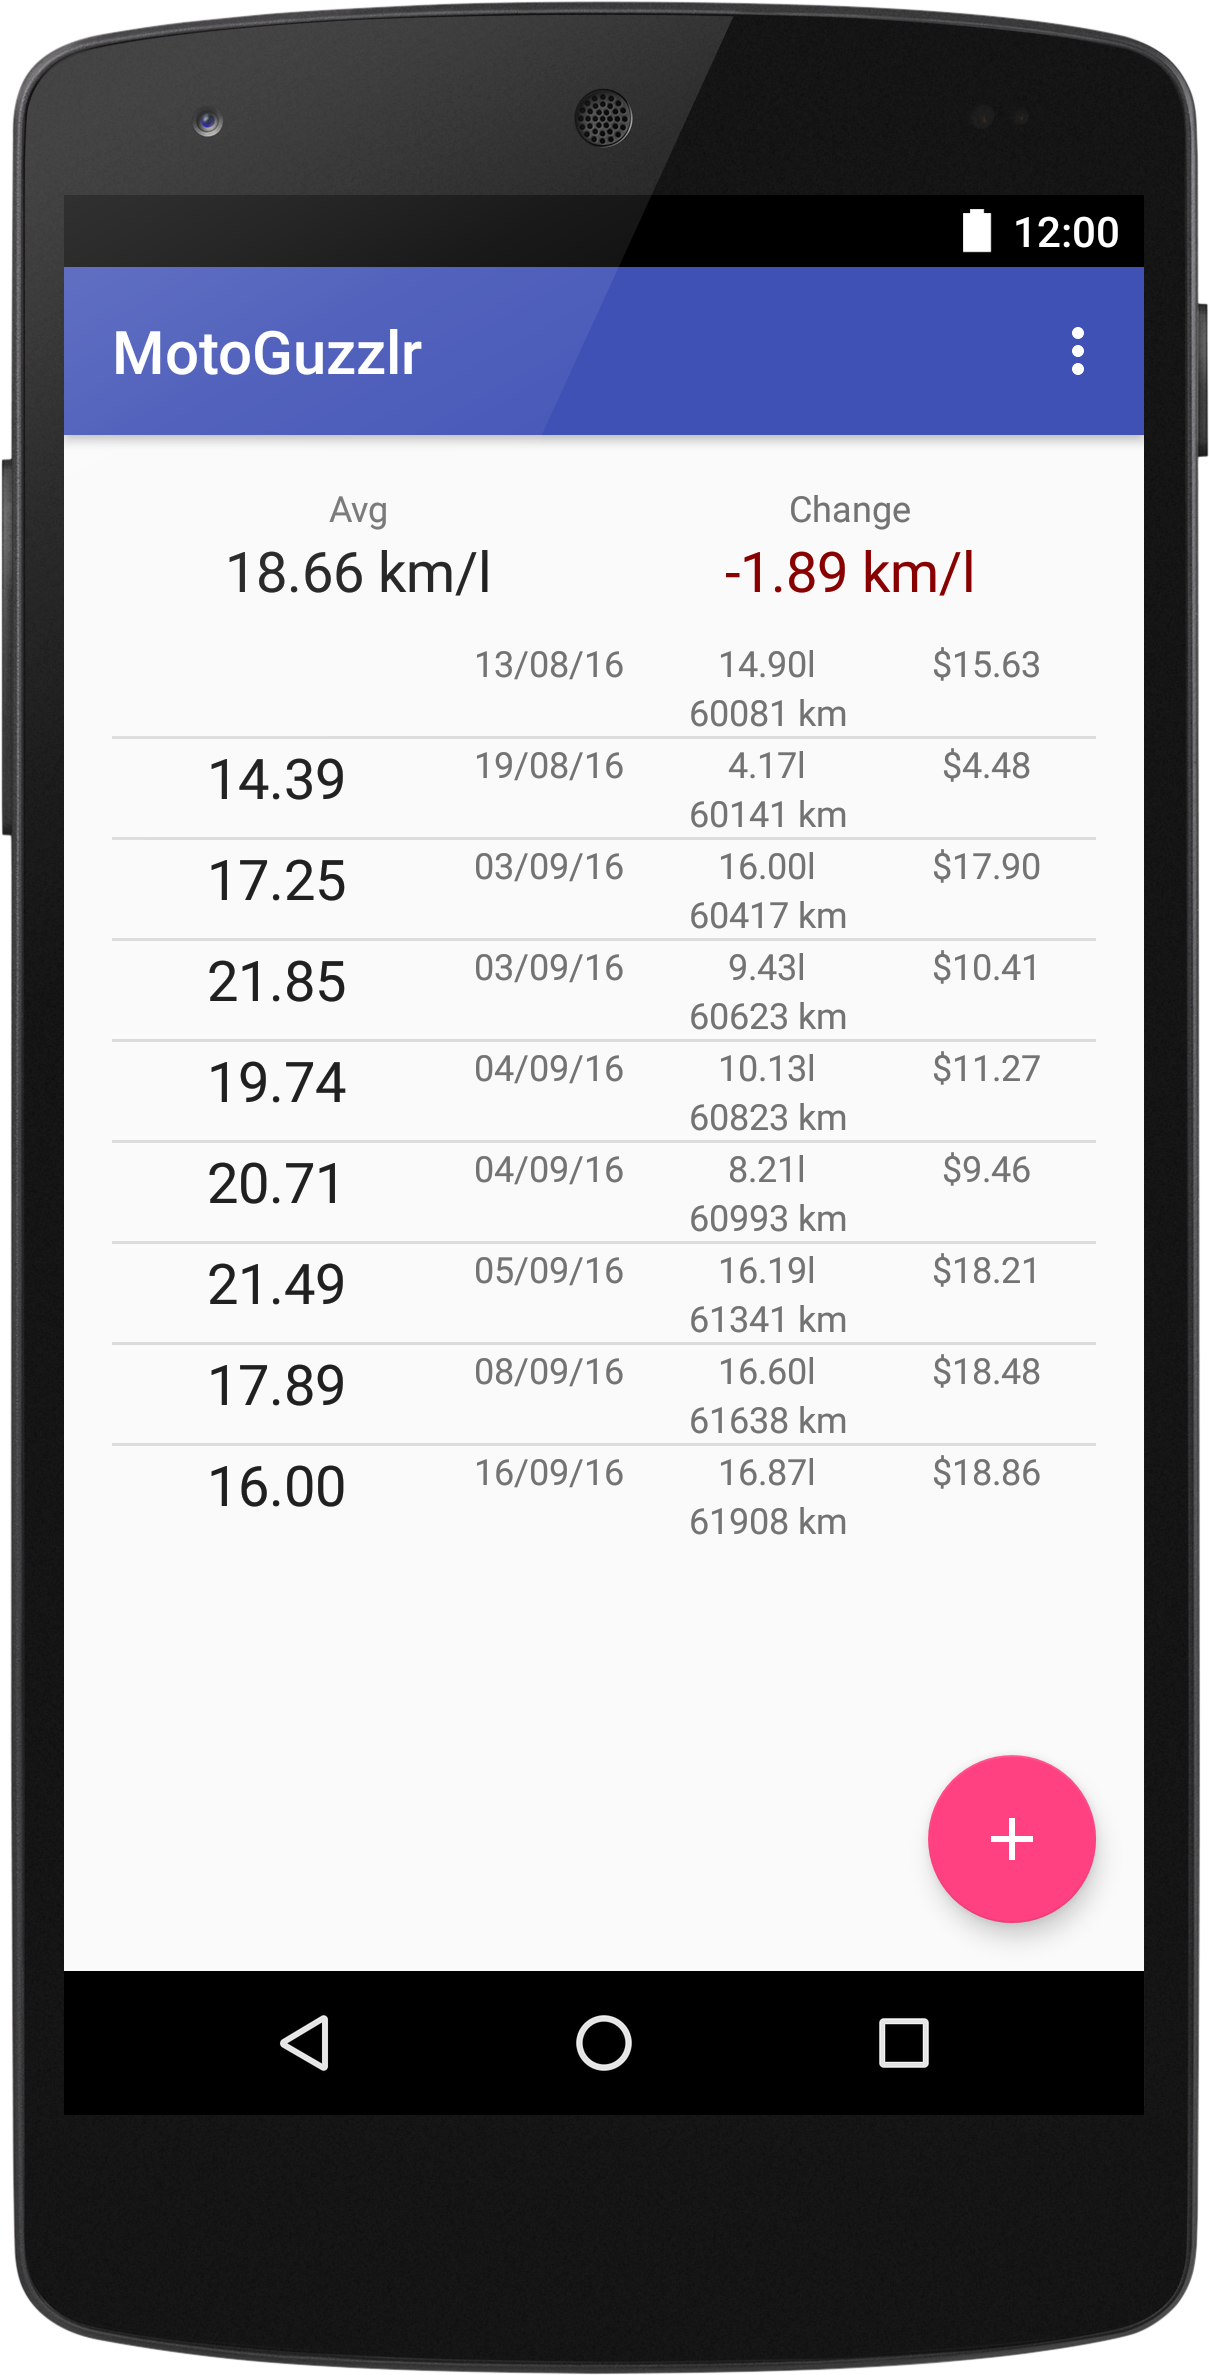 12:00
MotoGuzzlr
Avg Change
18.66 km/l -1.89 km/l
13/08/16 14.90l $15.63
60081 km
14.39 19/08/16 4.17l $4.48
60141 km
17.25 03/09/16 16.00l $17.90
60417 km
21.85 03/09/16 9.43l $10.41
60623 km
19.74 04/09/16 10.13l $11.27
60823 km
20.71 04/09/16 8.21l $9.46
60993 km
21.49 05/09/16 16.19l $18.21
61341 km
17.89 08/09/16 16.60l $18.48
61638 km
16.00 16/09/16 16.87l $18.86
61908 km